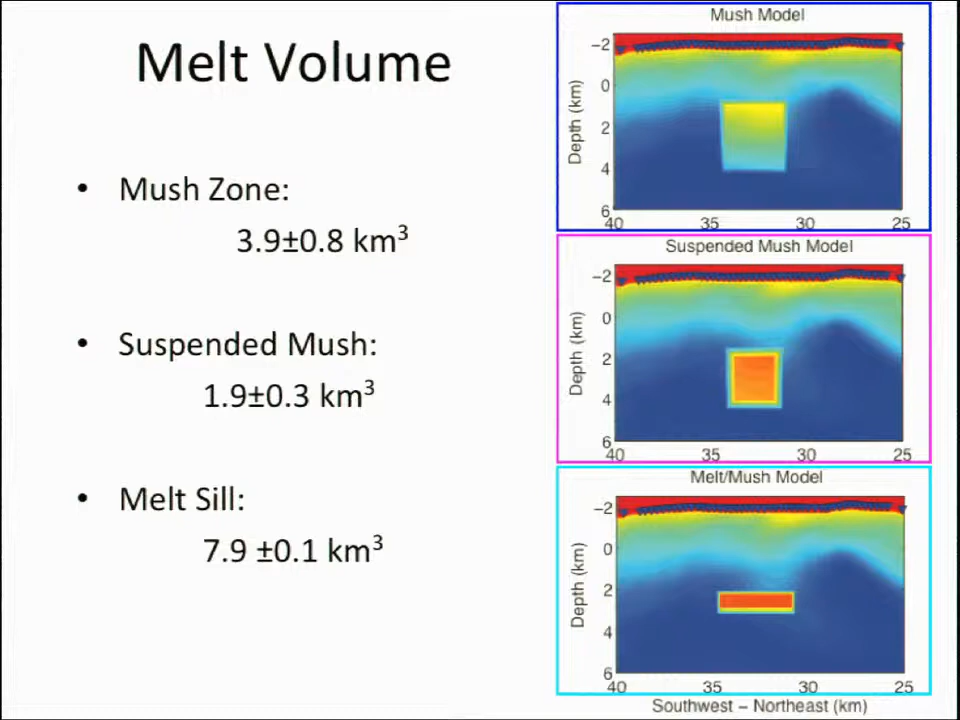 Melt Volume
• Mush Zone:
3.9±0.8 km³
• Suspended Mush:
1.9±0.3 km³
• Melt Sill:
7.9 ±0.1 km³
Mush Model
Depth (km)
−2
0
2
4
6
40 35 30 25
Suspended Mush Model
Depth (km)
−2
0
2
4
6
40 35 30 25
Melt/Mush Model
Depth (km)
−2
0
2
4
6
40 35 30 25
Southwest − Northeast (km)